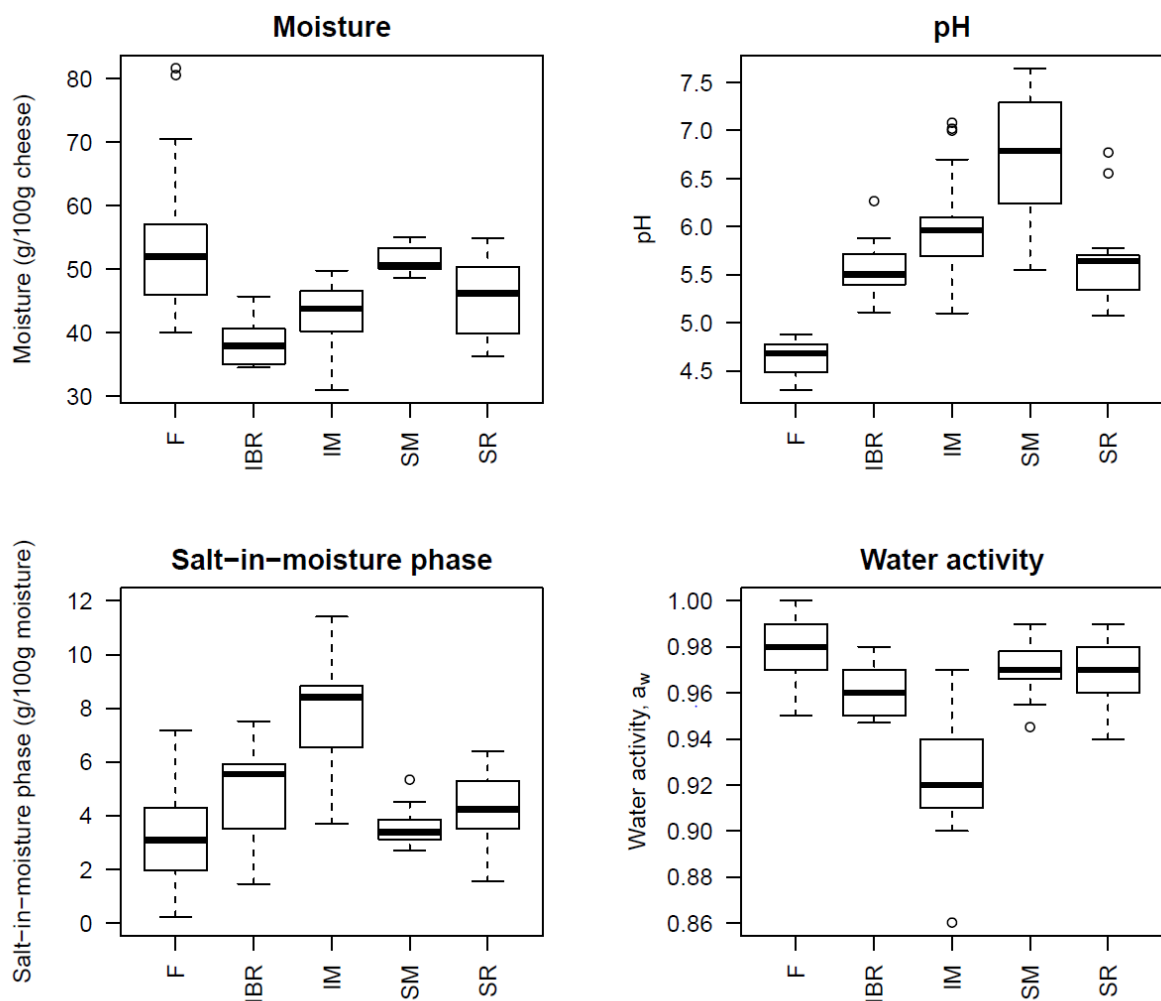 Moisture
Moisture (g/100g cheese)
80
70
60
50
40
30
F
IBR
IM
SM
SR
pH
pH
7.5
7.0
6.5
6.0
5.5
5.0
4.5
F
IBR
IM
SM
SR
Salt−in−moisture phase
Salt−in−moisture phase (g/100g moisture)
12
10
8
6
4
2
0
F
IBR
IM
SM
SR
Water activity
Water activity, aw
1.00
0.98
0.96
0.94
0.92
0.90
0.88
0.86
F
IBR
IM
SM
SR